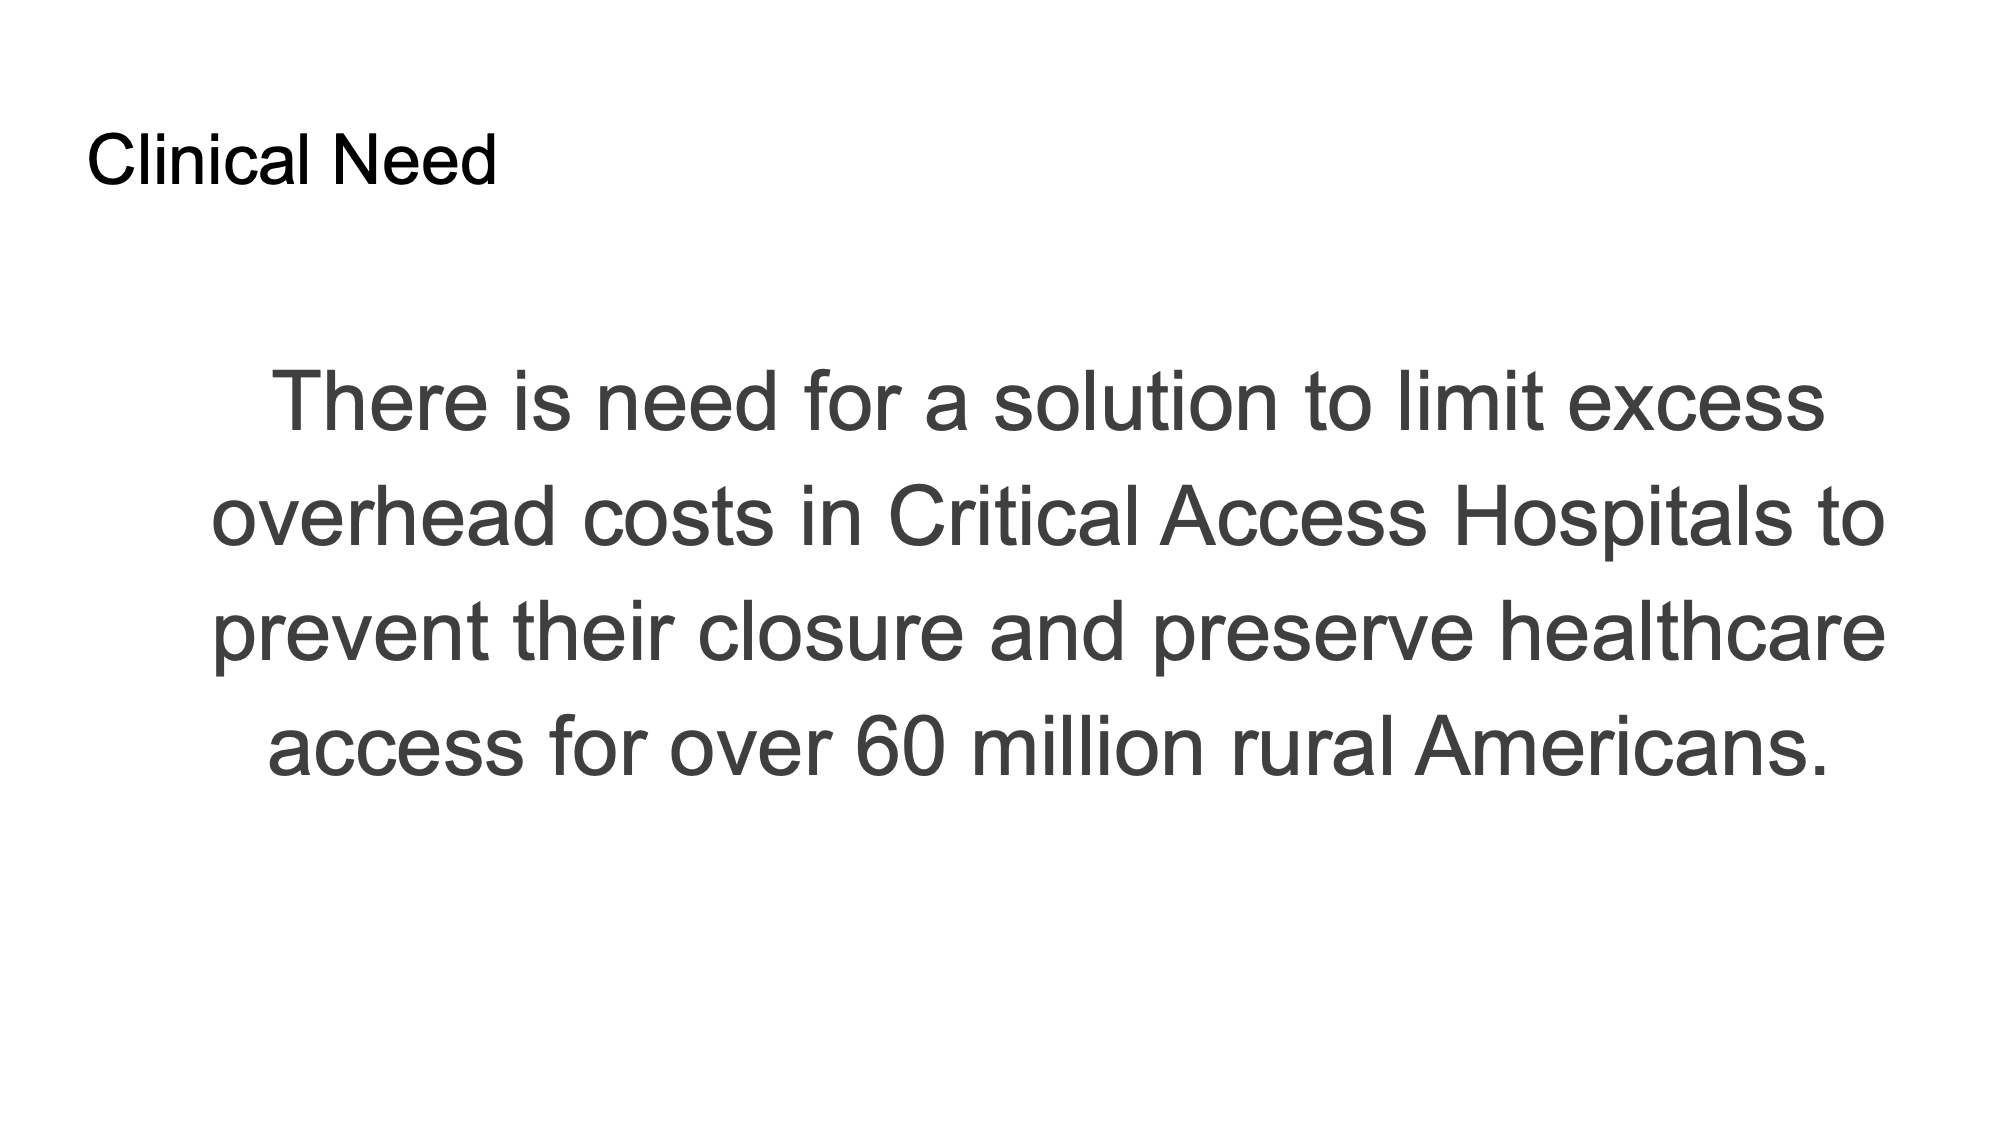 Clinical Need
There is need for a solution to limit excess
overhead costs in Critical Access Hospitals to
prevent their closure and preserve healthcare
access for over 60 million rural Americans.